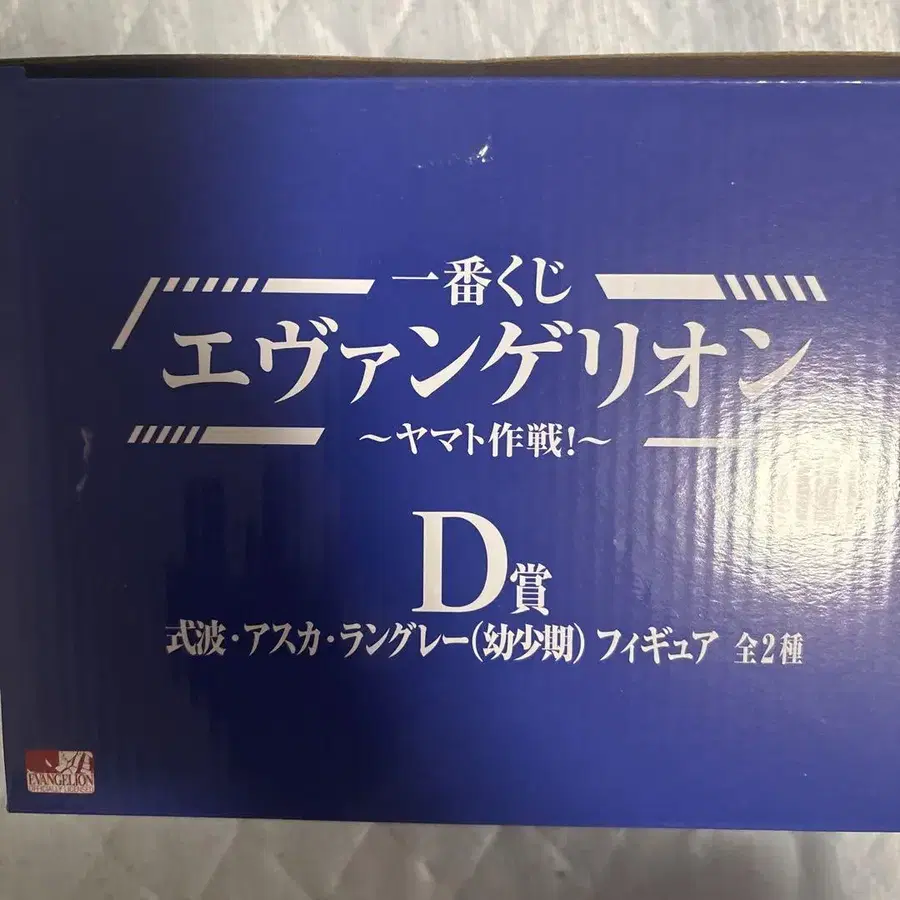 一番くじ
エヴァンゲリオン
～ヤマト作戦!～
D賞
式波・アスカ・ラングレー(幼少期) フィギュア 全2種
EVANGELION